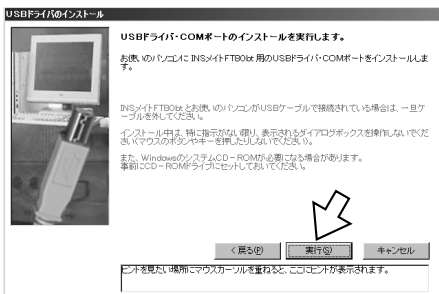 USBドライバのインストール
USBドライバ・COMポートのインストールを実行します。
お使いのパソコンに INSメイトFT80bt 用のUSBドライバ・COMポートをインストールしま
す。
INSメイトFT80btとお使いのパソコンがUSBケーブルで接続されている場合は、一旦ケ
ーブルを外してください。
インストール中は、特に指示がない限り、表示されるダイアログボックスを操作しないでくだ
さい(マウスのボタンやキーを押したりしないでください)。
また、WindowsのシステムCD-ROMが必要になる場合があります。
事前にCD-ROMドライブにセットしておいてください。
< 戻る(P)
実行(S)
キャンセル
ヒントを見たい場所にマウスカーソルを重ねると、ここにヒントが表示されます。